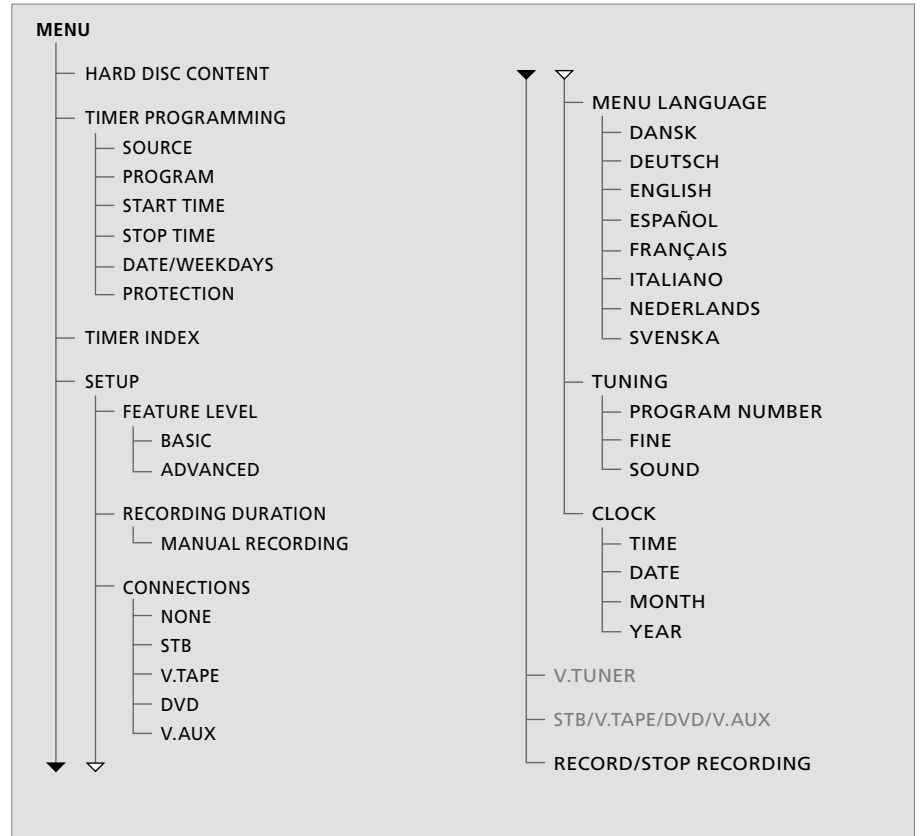 MENU
HARD DISC CONTENT
TIMER PROGRAMMING
SOURCE
PROGRAM
START TIME
STOP TIME
DATE/WEEKDAYS
PROTECTION
TIMER INDEX
SETUP
FEATURE LEVEL
BASIC
ADVANCED
RECORDING DURATION
MANUAL RECORDING
CONNECTIONS
NONE
STB
V.TAPE
DVD
V.AUX
MENU LANGUAGE
DANSK
DEUTSCH
ENGLISH
ESPAÑOL
FRANÇAIS
ITALIANO
NEDERLANDS
SVENSKA
TUNING
PROGRAM NUMBER
FINE
SOUND
CLOCK
TIME
DATE
MONTH
YEAR
V.TUNER
STB/V.TAPE/DVD/V.AUX
RECORD/STOP RECORDING